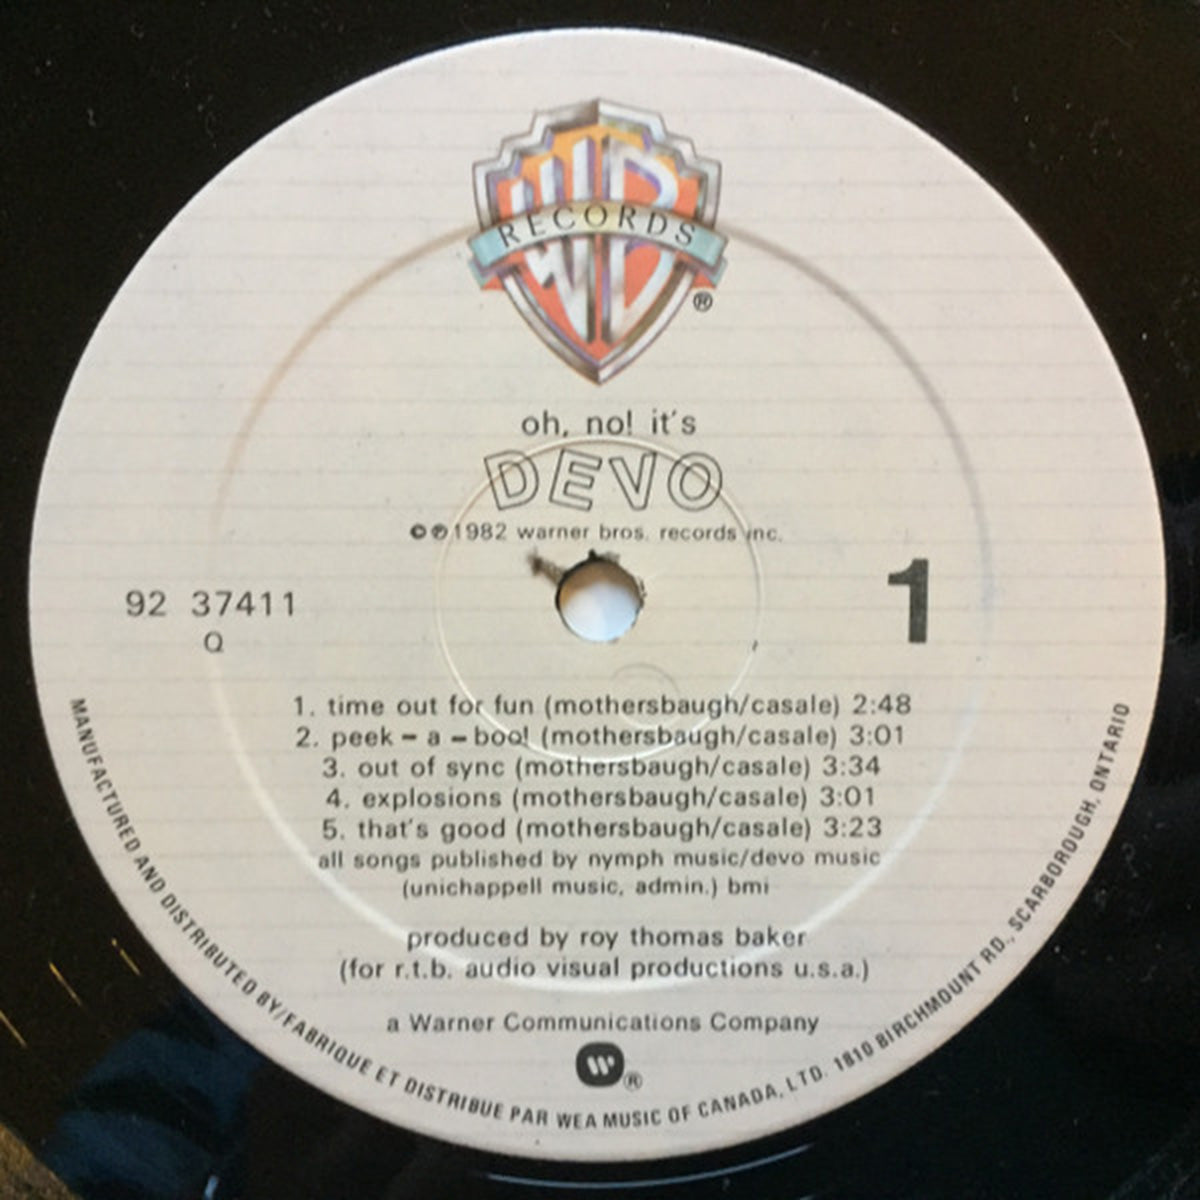 WB
RECORDS
®
oh, no! it's
DEVO
©℗1982 warner bros. records inc.
92 37411
Q
1
1. time out for fun (mothersbaugh/casale) 2:48
2. peek - a - boo! (mothersbaugh/casale) 3:01
3. out of sync (mothersbaugh/casale) 3:34
4. explosions (mothersbaugh/casale) 3:01
5. that's good (mothersbaugh/casale) 3:23
all songs published by nymph music/devo music
(unichappell music, admin.) bmi
produced by roy thomas baker
(for r.t.b. audio visual productions u.s.a.)
a Warner Communications Company
W®
MANUFACTURED AND DISTRIBUTED BY/FABRIQUE ET DISTRIBUE PAR WEA MUSIC OF CANADA, LTD. 1810 BIRCHMOUNT RD., SCARBOROUGH, ONTARIO